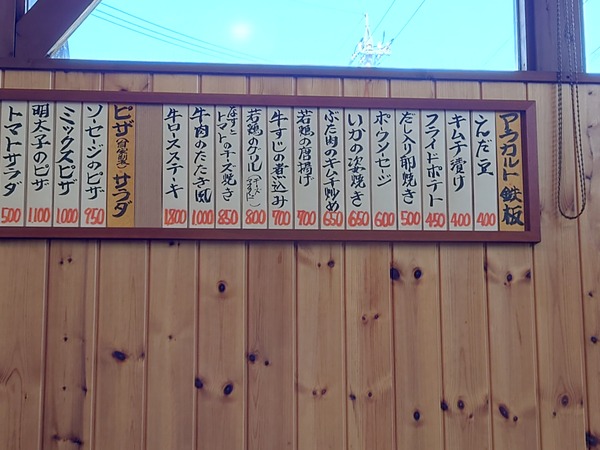 アラカルト 鉄板
えだ豆 400
キムチ漬け 400
フライドポテト 450
だし入り卵焼き 500
ポークソーセージ 600
いかの姿焼き 650
ぶた肉のキムチ炒め 650
若鶏の唐揚げ 700
牛すじの煮込み 700
若鶏のグリル 800
なすとトマトのチーズ焼き 850
牛肉のたたき風 1000
牛ロースステーキ 1800
ピザ(自家製) サラダ
ソーセージのピザ 950
ミックスピザ 1000
明太子のピザ 1100
トマトサラダ 500